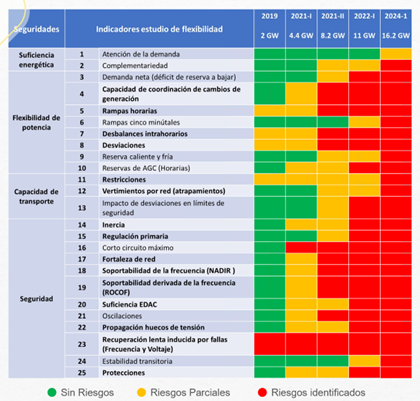 Seguridades Indicadores estudio de flexibilidad 2019 2021-I 2021-II 2022-I 2024-1
2 GW 4.4 GW 8.2 GW 11 GW 16.2 GW
Suficiencia energética
1 Atención de la demanda
2 Complementariedad
Flexibilidad de potencia
3 Demanda neta (déficit de reserva a bajar)
4 Capacidad de coordinación de cambios de
generación
5 Rampas horarias
6 Rampas cinco minútales
7 Desbalances intrahorarios
8 Desviaciones
9 Reserva caliente y fría
10 Reservas de AGC (Horarias)
Capacidad de transporte
11 Restricciones
12 Vertimientos por red (atrapamientos)
13 Impacto de desviaciones en límites de
seguridad
Seguridad
14 Inercia
15 Regulación primaria
16 Corto circuito máximo
17 Fortaleza de red
18 Soportabilidad de la frecuencia (NADIR )
19 Soportabilidad derivada de la frecuencia
(ROCOF)
20 Suficiencia EDAC
21 Oscilaciones
22 Propagación huecos de tensión
23 Recuperación lenta inducida por fallas
(Frecuencia y Voltaje)
24 Estabilidad transitoria
25 Protecciones
Sin Riesgos Riesgos Parciales Riesgos identificados